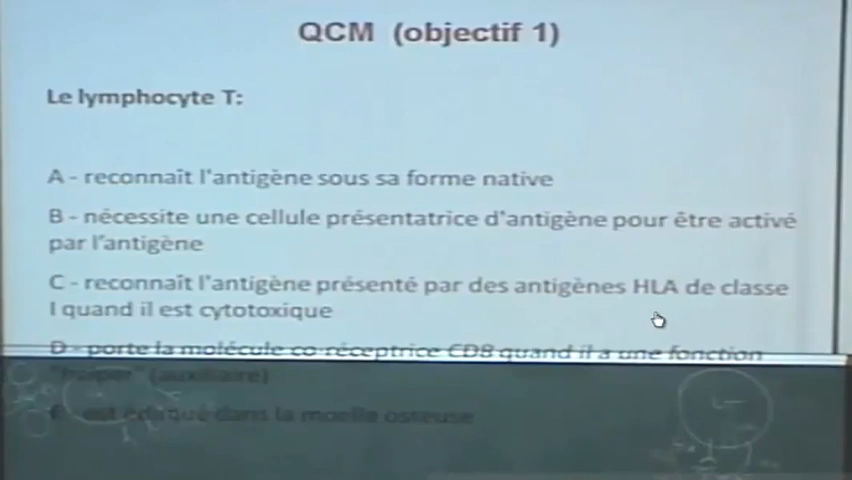 QCM (objectif 1)
Le lymphocyte T:
A - reconnaît l'antigène sous sa forme native
B - nécessite une cellule présentatrice d'antigène pour être activé
par l'antigène
C - reconnaît l'antigène présenté par des antigènes HLA de classe
I quand il est cytotoxique
D - porte la molécule co-réceptrice CD8 quand il a une fonction
"helper" (auxiliaire)
E - est éduqué dans la moelle osseuse